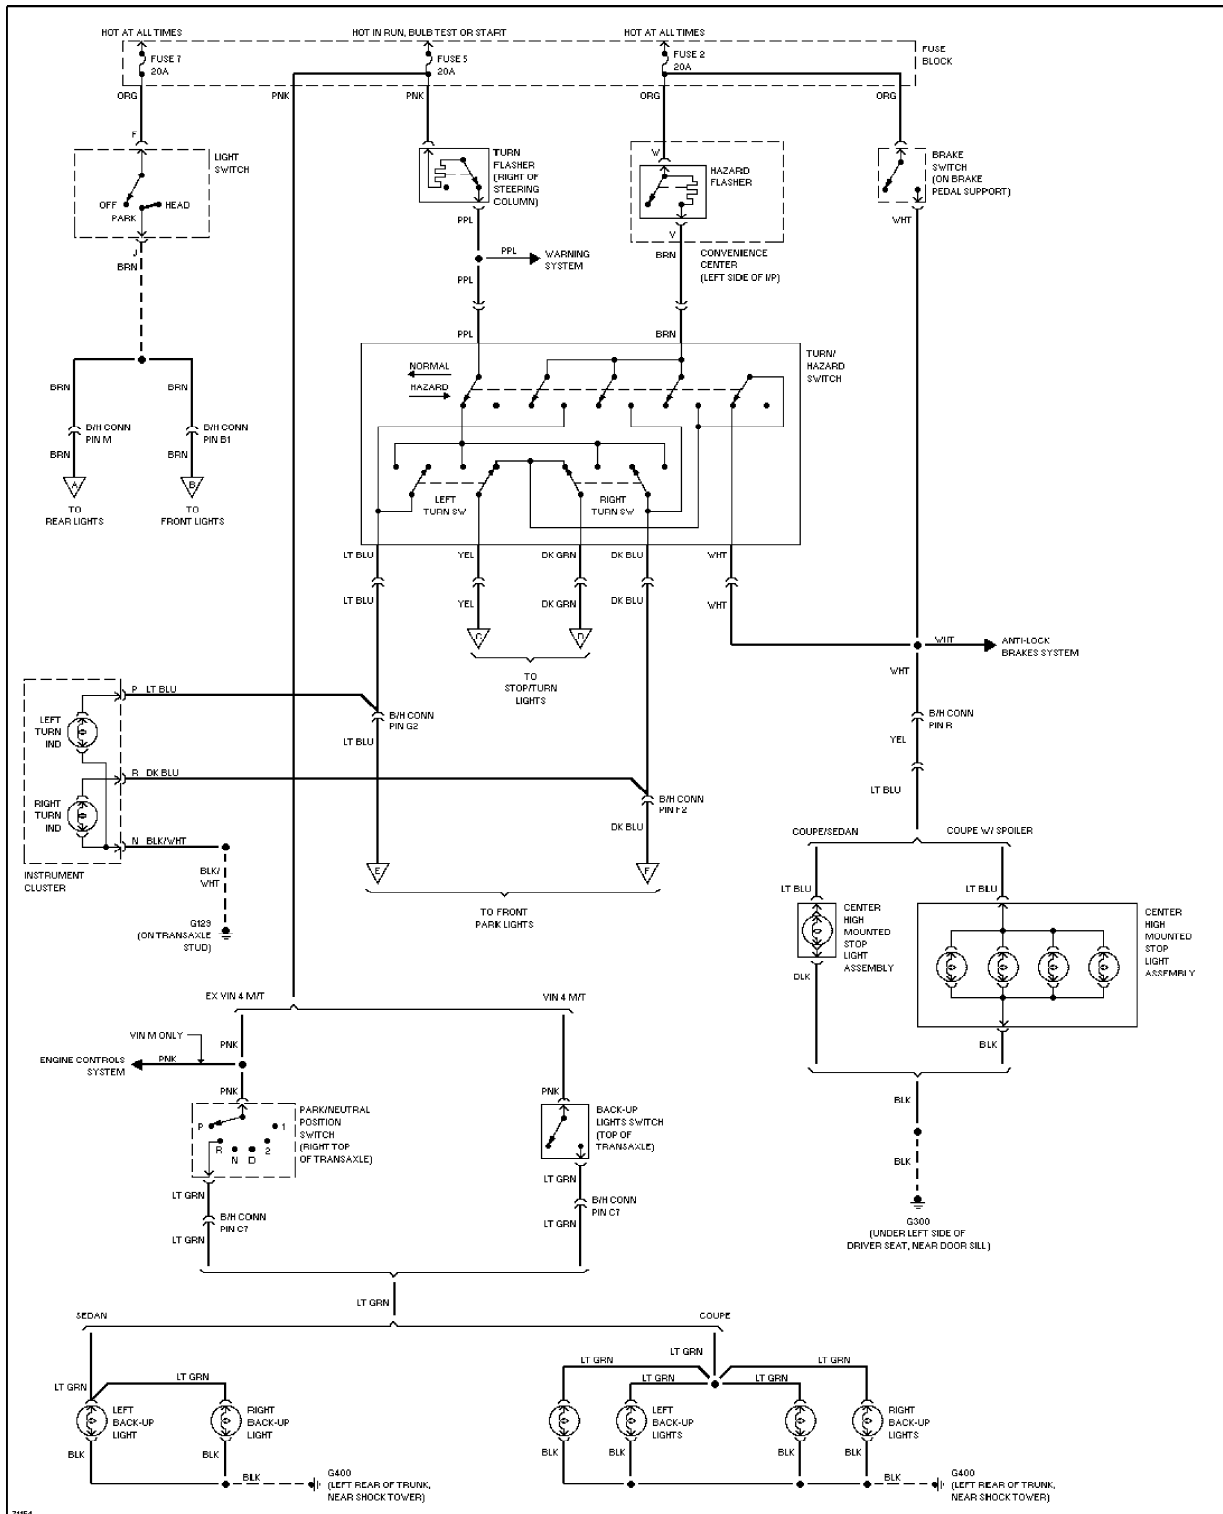 HOT AT ALL TIMES
HOT IN RUN, BULB TEST OR START
HOT AT ALL TIMES
FUSE 7
20A
FUSE 5
20A
FUSE 2
20A
FUSE
BLOCK
ORG
PNK
PNK
ORG
ORG
F
LIGHT
SWITCH
OFF
PARK
HEAD
J
BRN
TURN
FLASHER
(RIGHT OF
STEERING
COLUMN)
PPL
W
HAZARD
FLASHER
V
BRN
CONVENIENCE
CENTER
(LEFT SIDE OF I/P)
BRAKE
SWITCH
(ON BRAKE
PEDAL SUPPORT)
WHT
PPL
WARNING
SYSTEM
PPL
PPL
BRN
BRN
BRN
B/H CONN
PIN M
B/H CONN
PIN B1
BRN
BRN
A
B
TO
REAR LIGHTS
TO
FRONT LIGHTS
NORMAL
HAZARD
TURN/
HAZARD
SWITCH
LEFT
TURN SW
RIGHT
TURN SW
LT BLU
YEL
DK GRN
DK BLU
WHT
LT BLU
YEL
DK GRN
DK BLU
WHT
C
D
TO
STOP/TURN
LIGHTS
WHT
ANTI-LOCK
BRAKES SYSTEM
WHT
B/H CONN
PIN R
YEL
LT BLU
P LT BLU
LEFT
TURN
IND
B/H CONN
PIN G2
LT BLU
R DK BLU
RIGHT
TURN
IND
B/H CONN
PIN F2
DK BLU
N BLK/WHT
INSTRUMENT
CLUSTER
BLK/
WHT
G129
(ON TRANSAXLE
STUD)
E
F
TO FRONT
PARK LIGHTS
COUPE/SEDAN
COUPE W/ SPOILER
LT BLU
LT BLU
CENTER
HIGH
MOUNTED
STOP
LIGHT
ASSEMBLY
CENTER
HIGH
MOUNTED
STOP
LIGHT
ASSEMBLY
BLK
BLK
BLK
BLK
G300
(UNDER LEFT SIDE OF
DRIVER SEAT, NEAR DOOR SILL)
EX VIN 4 M/T
VIN 4 M/T
VIN M ONLY
PNK
ENGINE CONTROLS
SYSTEM
PNK
PNK
PNK
PARK/NEUTRAL
POSITION
SWITCH
(RIGHT TOP
OF TRANSAXLE)
P
R
N
D
2
1
BACK-UP
LIGHTS SWITCH
(TOP OF
TRANSAXLE)
LT GRN
B/H CONN
PIN C7
LT GRN
LT GRN
B/H CONN
PIN C7
LT GRN
LT GRN
SEDAN
COUPE
LT GRN
LT GRN
LEFT
BACK-UP
LIGHT
RIGHT
BACK-UP
LIGHT
BLK
BLK
BLK
G400
(LEFT REAR OF TRUNK,
NEAR SHOCK TOWER)
LT GRN
LT GRN
LT GRN
LT GRN
LT GRN
LEFT
BACK-UP
LIGHTS
RIGHT
BACK-UP
LIGHTS
BLK
BLK
BLK
BLK
BLK
G400
(LEFT REAR OF TRUNK,
NEAR SHOCK TOWER)